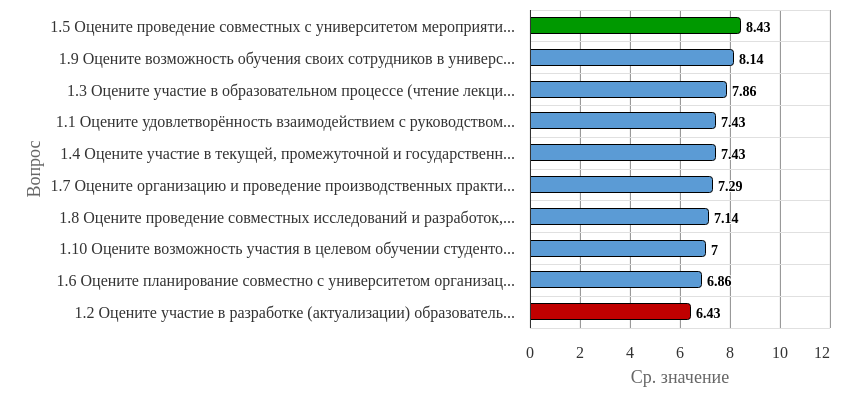 1.5 Оцените проведение совместных с университетом мероприяти... 8.43
1.9 Оцените возможность обучения своих сотрудников в универс... 8.14
1.3 Оцените участие в образовательном процессе (чтение лекци... 7.86
1.1 Оцените удовлетворённость взаимодействием с руководством... 7.43
1.4 Оцените участие в текущей, промежуточной и государственн... 7.43
1.7 Оцените организацию и проведение производственных практи... 7.29
1.8 Оцените проведение совместных исследований и разработок,... 7.14
1.10 Оцените возможность участия в целевом обучении студенто... 7
1.6 Оцените планирование совместно с университетом организац... 6.86
1.2 Оцените участие в разработке (актуализации) образователь... 6.43
Вопрос
0 2 4 6 8 10 12
Ср. значение